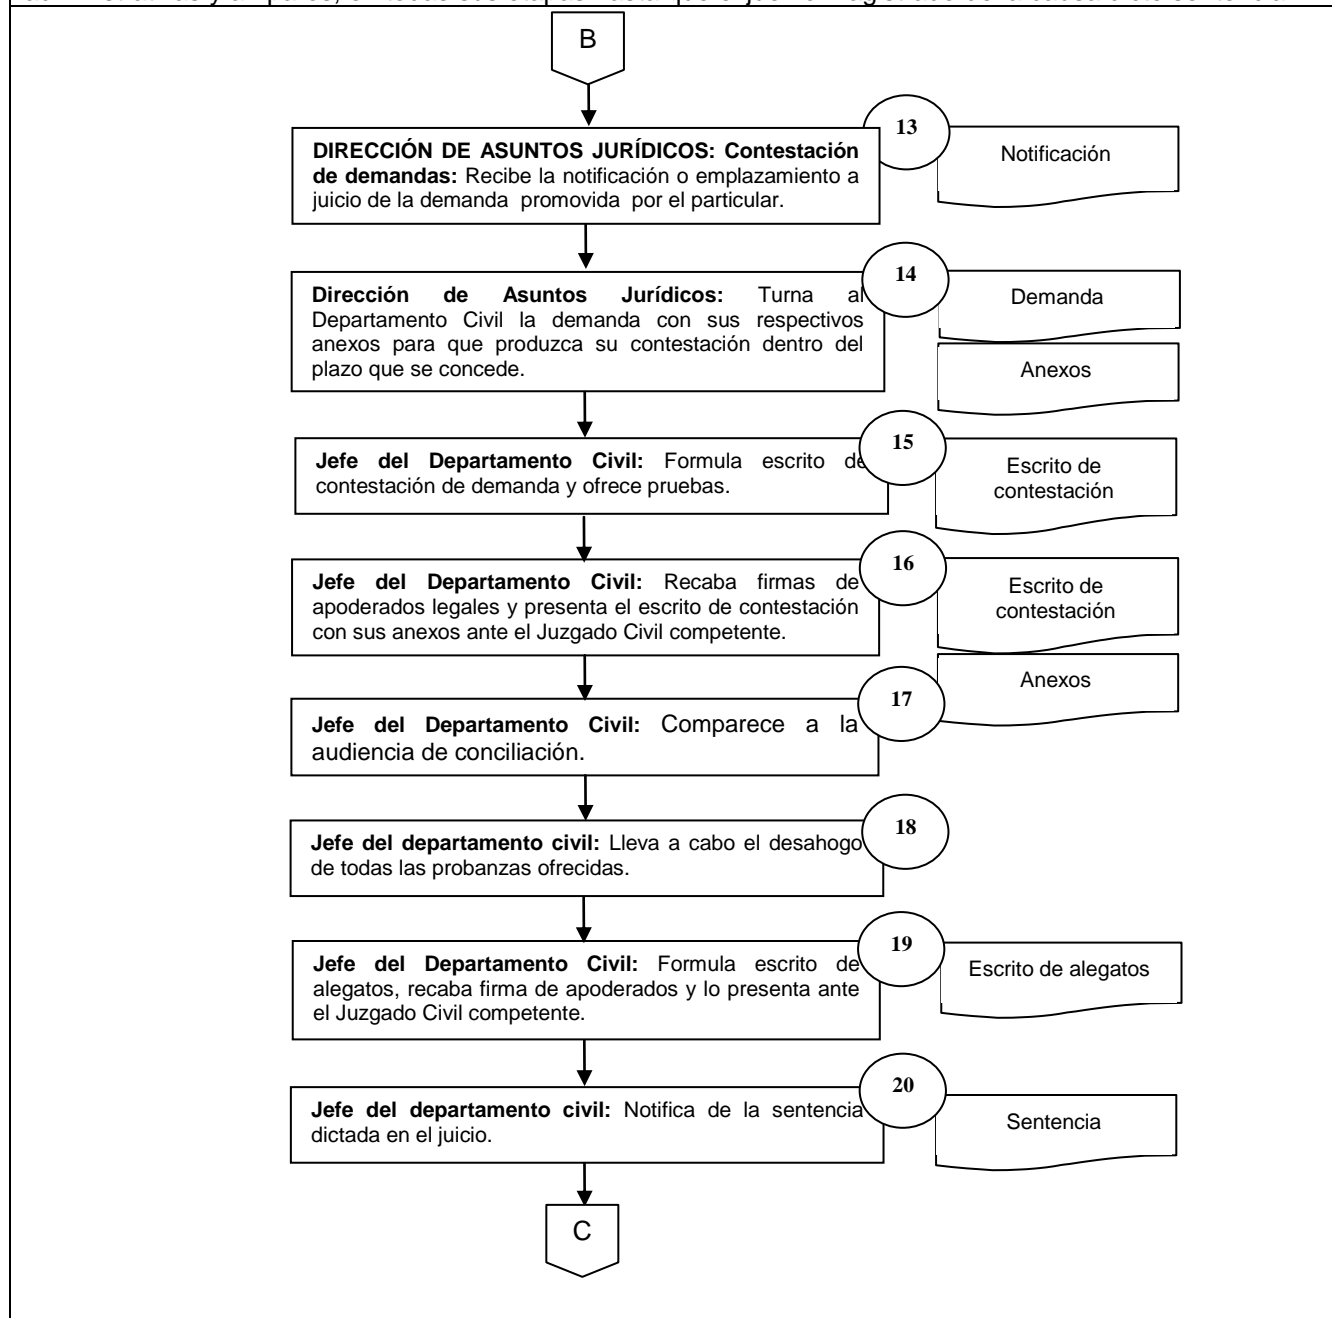 B
13
DIRECCIÓN DE ASUNTOS JURÍDICOS: Contestación
de demandas: Recibe la notificación o emplazamiento a
juicio de la demanda promovida por el particular.
Notificación
14
Dirección de Asuntos Jurídicos: Turna al
Departamento Civil la demanda con sus respectivos
anexos para que produzca su contestación dentro del
plazo que se concede.
Demanda
Anexos
15
Jefe del Departamento Civil: Formula escrito de
contestación de demanda y ofrece pruebas.
Escrito de
contestación
16
Jefe del Departamento Civil: Recaba firmas de
apoderados legales y presenta el escrito de contestación
con sus anexos ante el Juzgado Civil competente.
Escrito de
contestación
Anexos
17
Jefe del Departamento Civil: Comparece a la
audiencia de conciliación.
18
Jefe del departamento civil: Lleva a cabo el desahogo
de todas las probanzas ofrecidas.
19
Jefe del Departamento Civil: Formula escrito de
alegatos, recaba firma de apoderados y lo presenta ante
el Juzgado Civil competente.
Escrito de alegatos
20
Jefe del departamento civil: Notifica de la sentencia
dictada en el juicio.
Sentencia
C